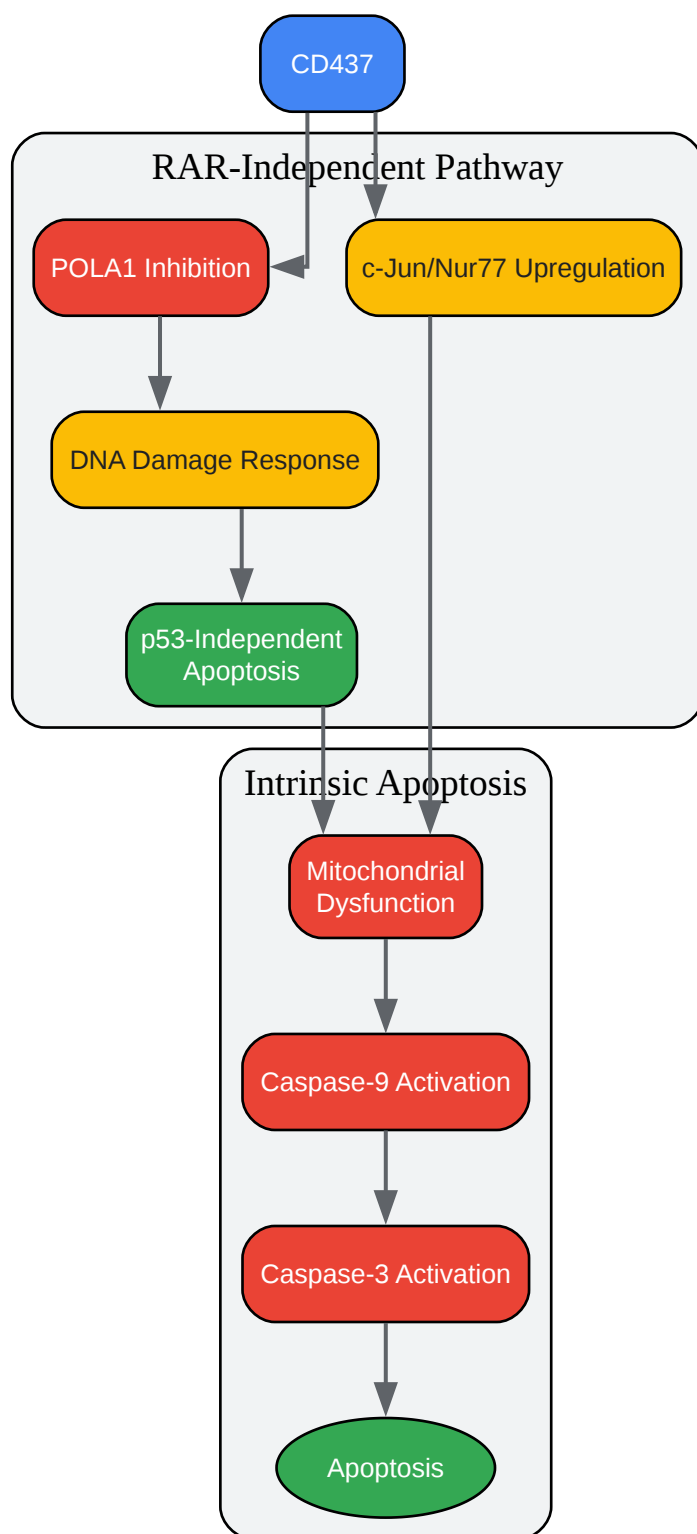 CD437
RAR-Independent Pathway
POLA1 Inhibition
c-Jun/Nur77 Upregulation
DNA Damage Response
p53-Independent
Apoptosis
Intrinsic Apoptosis
Mitochondrial
Dysfunction
Caspase-9 Activation
Caspase-3 Activation
Apoptosis